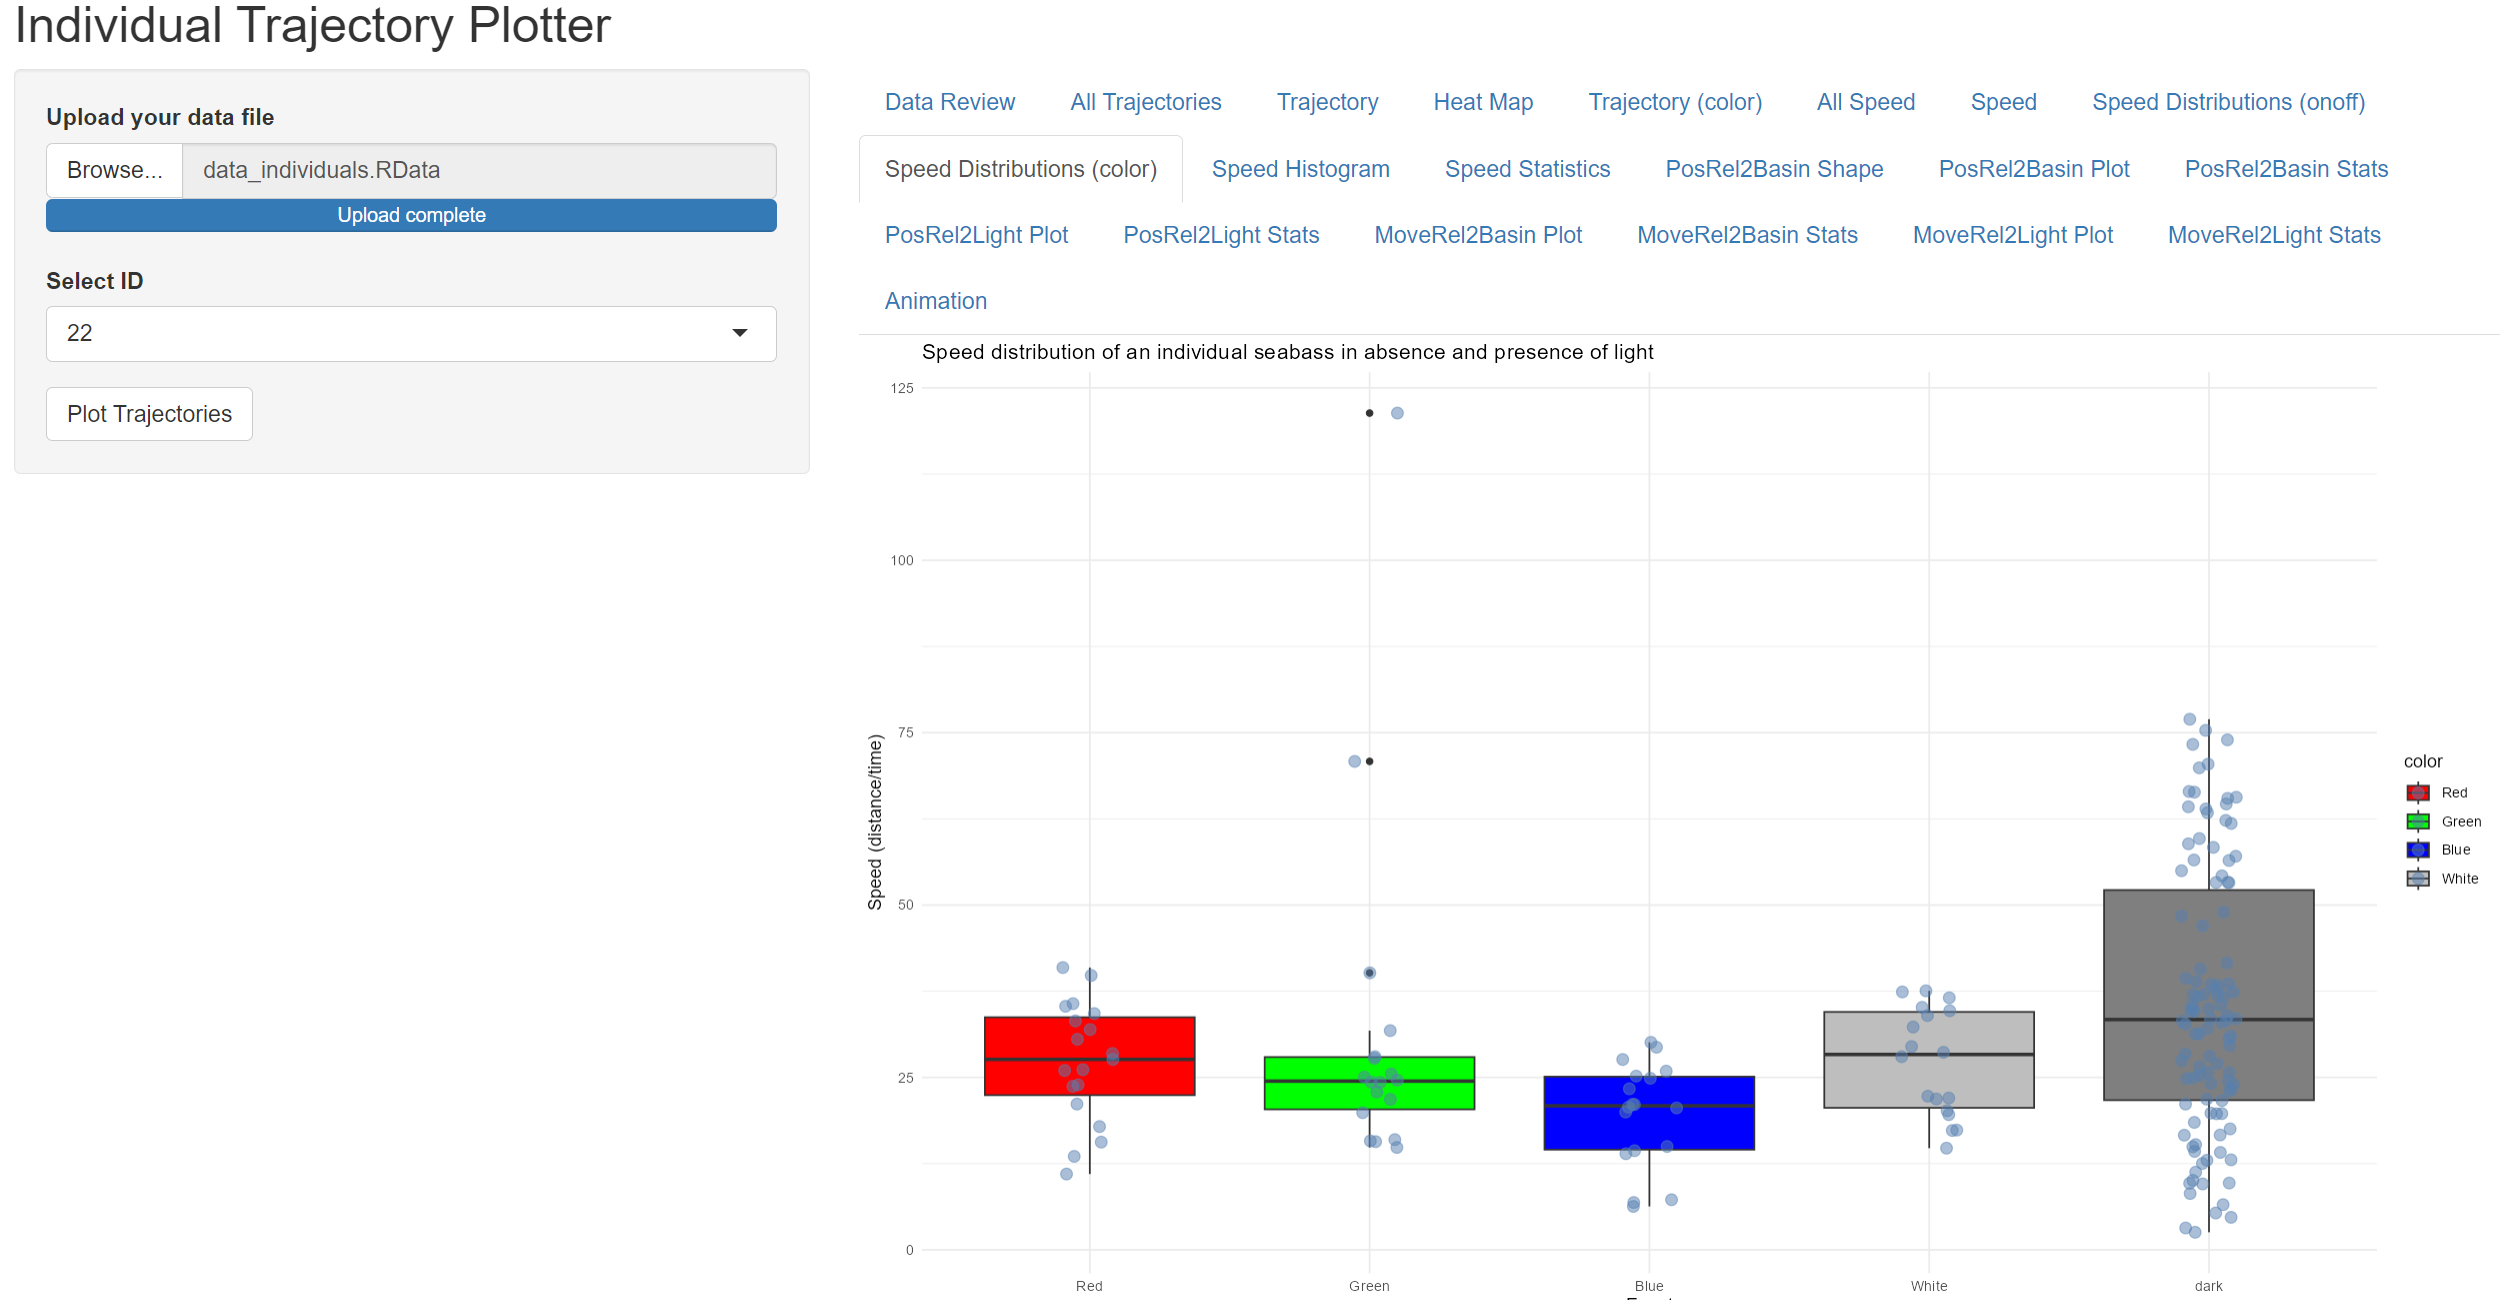 Individual Trajectory Plotter
Upload your data file
Browse... data_individuals.RData
Upload complete
Select ID
22
Plot Trajectories
Data Review All Trajectories Trajectory Heat Map Trajectory (color) All Speed Speed Speed Distributions (onoff)
Speed Distributions (color) Speed Histogram Speed Statistics PosRel2Basin Shape PosRel2Basin Plot PosRel2Basin Stats
PosRel2Light Plot PosRel2Light Stats MoveRel2Basin Plot MoveRel2Basin Stats MoveRel2Light Plot MoveRel2Light Stats
Animation
Speed distribution of an individual seabass in absence and presence of light
Speed (distance/time)
125
100
75
50
25
0
Red Green Blue White dark
color
Red
Green
Blue
White